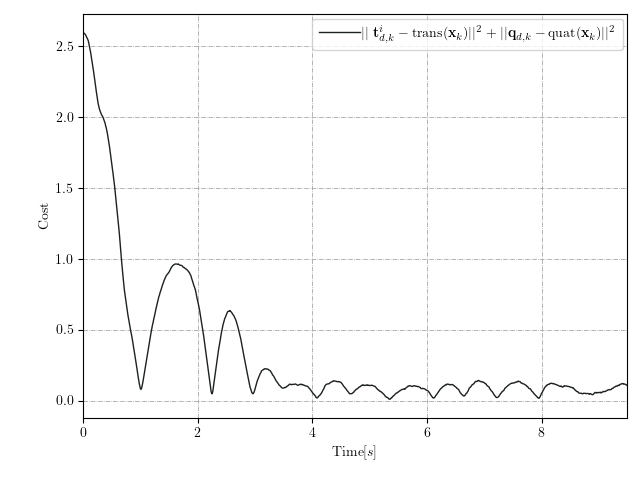 || t^i_{d,k} − trans(x_k)||^2 + ||q_{d,k} − quat(x_k)||^2
2.5
2.0
1.5
1.0
0.5
0.0
Cost
0 2 4 6 8
Time[s]